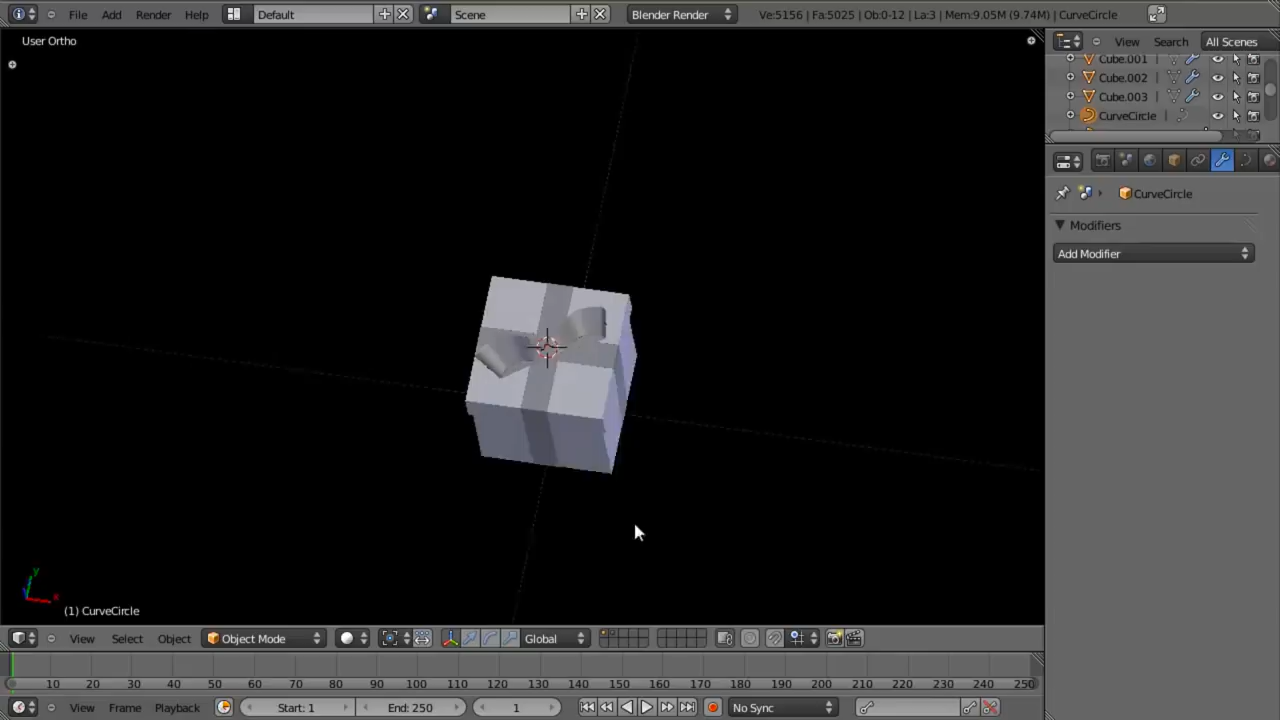 File Add Render Help Default Scene Blender Render Ve:5156 | Fa:5025 | Ob:0-12 | La:3 | Mem:9.05M (9.74M) | CurveCircle
User Ortho
View Search All Scenes
Cube.001
Cube.002
Cube.003
CurveCircle
CurveCircle
Modifiers
Add Modifier
y
x
(1) CurveCircle
View Select Object Object Mode Global
10 20 30 40 50 60 70 80 90 100 110 120 130 140 150 160 170 180 190 200 210 220 230 240 250
View Frame Playback Start: 1 End: 250 1 No Sync